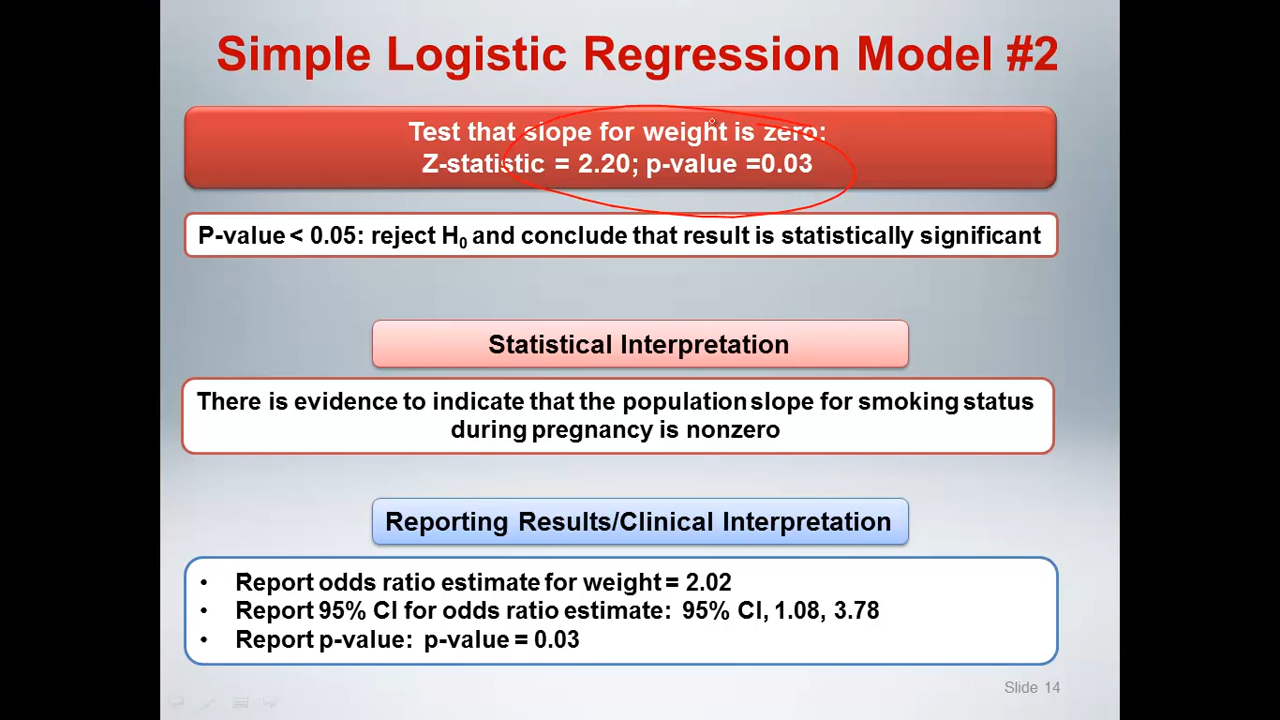 Simple Logistic Regression Model #2
Test that slope for weight is zero:
Z-statistic = 2.20; p-value =0.03
P-value < 0.05: reject H₀ and conclude that result is statistically significant
Statistical Interpretation
There is evidence to indicate that the population slope for smoking status
during pregnancy is nonzero
Reporting Results/Clinical Interpretation
• Report odds ratio estimate for weight = 2.02
• Report 95% CI for odds ratio estimate: 95% CI, 1.08, 3.78
• Report p-value: p-value = 0.03
Slide 14